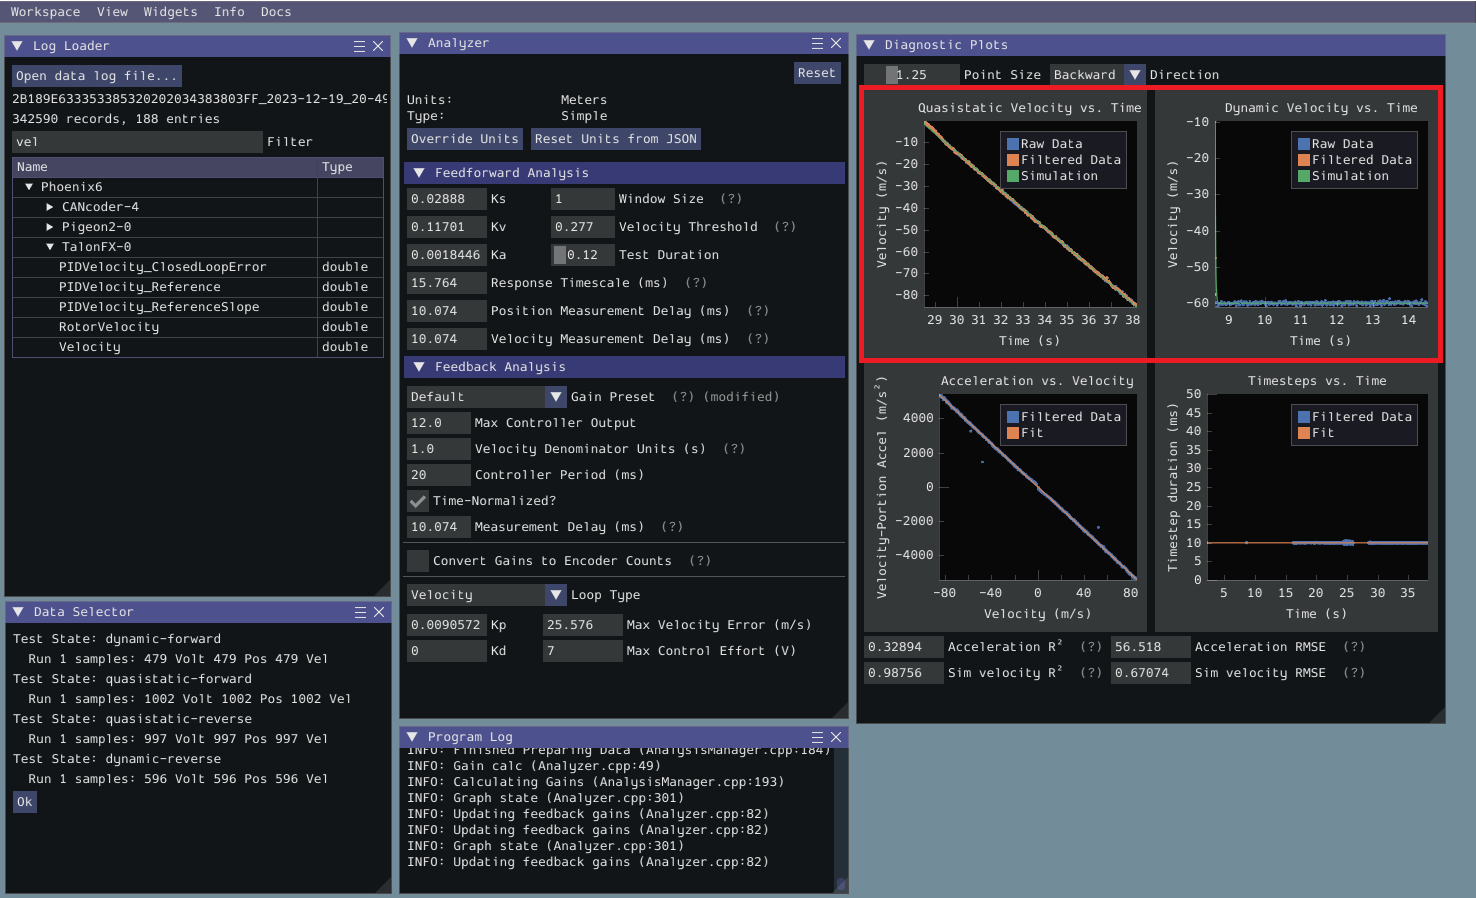 Workspace View Widgets Info Docs
Log Loader
Open data log file...
2B189E633353385320202034383803FF_2023-12-19_20-49
342590 records, 188 entries
vel Filter
Name Type
Phoenix6
CANcoder-4
Pigeon2-0
TalonFX-0
PIDVelocity_ClosedLoopError double
PIDVelocity_Reference double
PIDVelocity_ReferenceSlope double
RotorVelocity double
Velocity double
Data Selector
Test State: dynamic-forward
Run 1 samples: 479 Volt 479 Pos 479 Vel
Test State: quasistatic-forward
Run 1 samples: 1002 Volt 1002 Pos 1002 Vel
Test State: quasistatic-reverse
Run 1 samples: 997 Volt 997 Pos 997 Vel
Test State: dynamic-reverse
Run 1 samples: 596 Volt 596 Pos 596 Vel
Ok
Analyzer
Reset
Units: Meters
Type: Simple
Override Units Reset Units from JSON
Feedforward Analysis
0.02888 Ks 1 Window Size (?)
0.11701 Kv 0.277 Velocity Threshold (?)
0.0018446 Ka 0.12 Test Duration
15.764 Response Timescale (ms) (?)
10.074 Position Measurement Delay (ms) (?)
10.074 Velocity Measurement Delay (ms) (?)
Feedback Analysis
Default Gain Preset (?) (modified)
12.0 Max Controller Output
1.0 Velocity Denominator Units (s) (?)
20 Controller Period (ms)
Time-Normalized?
10.074 Measurement Delay (ms) (?)
Convert Gains to Encoder Counts (?)
Velocity Loop Type
0.0090572 Kp 25.576 Max Velocity Error (m/s)
0 Kd 7 Max Control Effort (V)
Program Log
INFO: Finished Preparing Data (AnalysisManager.cpp:184)
INFO: Gain calc (Analyzer.cpp:49)
INFO: Calculating Gains (AnalysisManager.cpp:193)
INFO: Graph state (Analyzer.cpp:301)
INFO: Updating feedback gains (Analyzer.cpp:82)
INFO: Updating feedback gains (Analyzer.cpp:82)
INFO: Graph state (Analyzer.cpp:301)
INFO: Updating feedback gains (Analyzer.cpp:82)
Diagnostic Plots
1.25 Point Size Backward Direction
Quasistatic Velocity vs. Time
Velocity (m/s)
-10
-20
-30
-40
-50
-60
-70
-80
Raw Data
Filtered Data
Simulation
29 30 31 32 33 34 35 36 37 38
Time (s)
Dynamic Velocity vs. Time
Velocity (m/s)
-10
-20
-30
-40
-50
-60
Raw Data
Filtered Data
Simulation
9 10 11 12 13 14
Time (s)
Acceleration vs. Velocity
Velocity-Portion Accel (m/s²)
4000
2000
0
-2000
-4000
Filtered Data
Fit
-80 -40 0 40 80
Velocity (m/s)
Timesteps vs. Time
Timestep duration (ms)
50
45
40
35
30
25
20
15
10
5
0
Filtered Data
Fit
5 10 15 20 25 30 35
Time (s)
0.32894 Acceleration R² (?) 56.518 Acceleration RMSE (?)
0.98756 Sim velocity R² (?) 0.67074 Sim velocity RMSE (?)